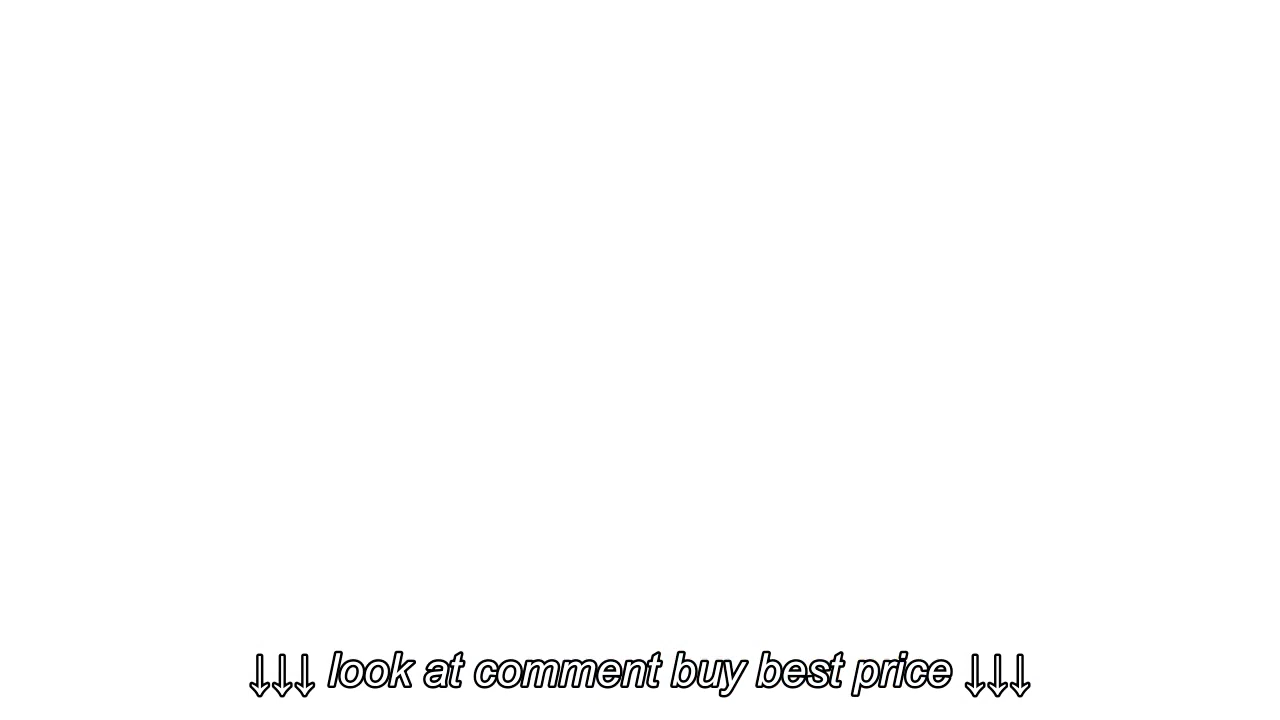 ↓↓↓ look at comment buy best price ↓↓↓